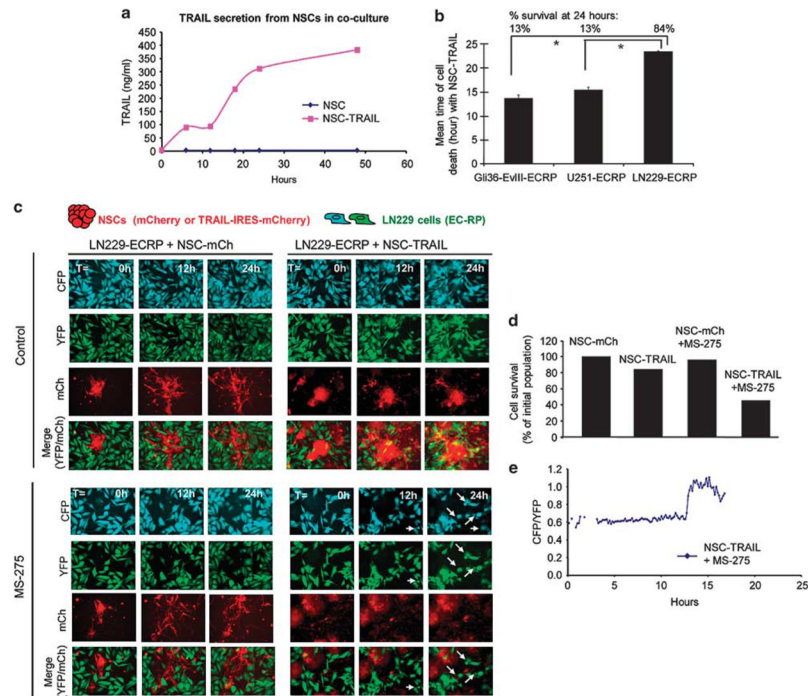 a
TRAIL secretion from NSCs in co-culture
TRAIL (ng/ml)
450
400
350
300
250
200
150
100
50
0
0 10 20 30 40 50 60
Hours
NSC
NSC-TRAIL
b
% survival at 24 hours:
13% 13% 84%
* *
Mean time of cell
death (hour) with NSC-TRAIL
25
20
15
10
5
0
Gli36-EvIII-ECRP U251-ECRP LN229-ECRP
c
NSCs (mCherry or TRAIL-IRES-mCherry) LN229 cells (EC-RP)
LN229-ECRP + NSC-mCh LN229-ECRP + NSC-TRAIL
Control
T= 0h 12h 24h T= 0h 12h 24h
CFP
YFP
mCh
Merge
(YFP/mCh)
MS-275
T= 0h 12h 24h T= 0h 12h 24h
CFP
YFP
mCh
Merge
(YFP/mCh)
d
Cell survival
(% of initial population)
120
100
80
60
40
20
0
NSC-mCh
NSC-TRAIL
NSC-mCh
+MS-275
NSC-TRAIL
+MS-275
e
CFP/YFP
1.2
1.0
0.8
0.6
0.4
0.2
0
0 5 10 15 20 25
Hours
NSC-TRAIL
+ MS-275